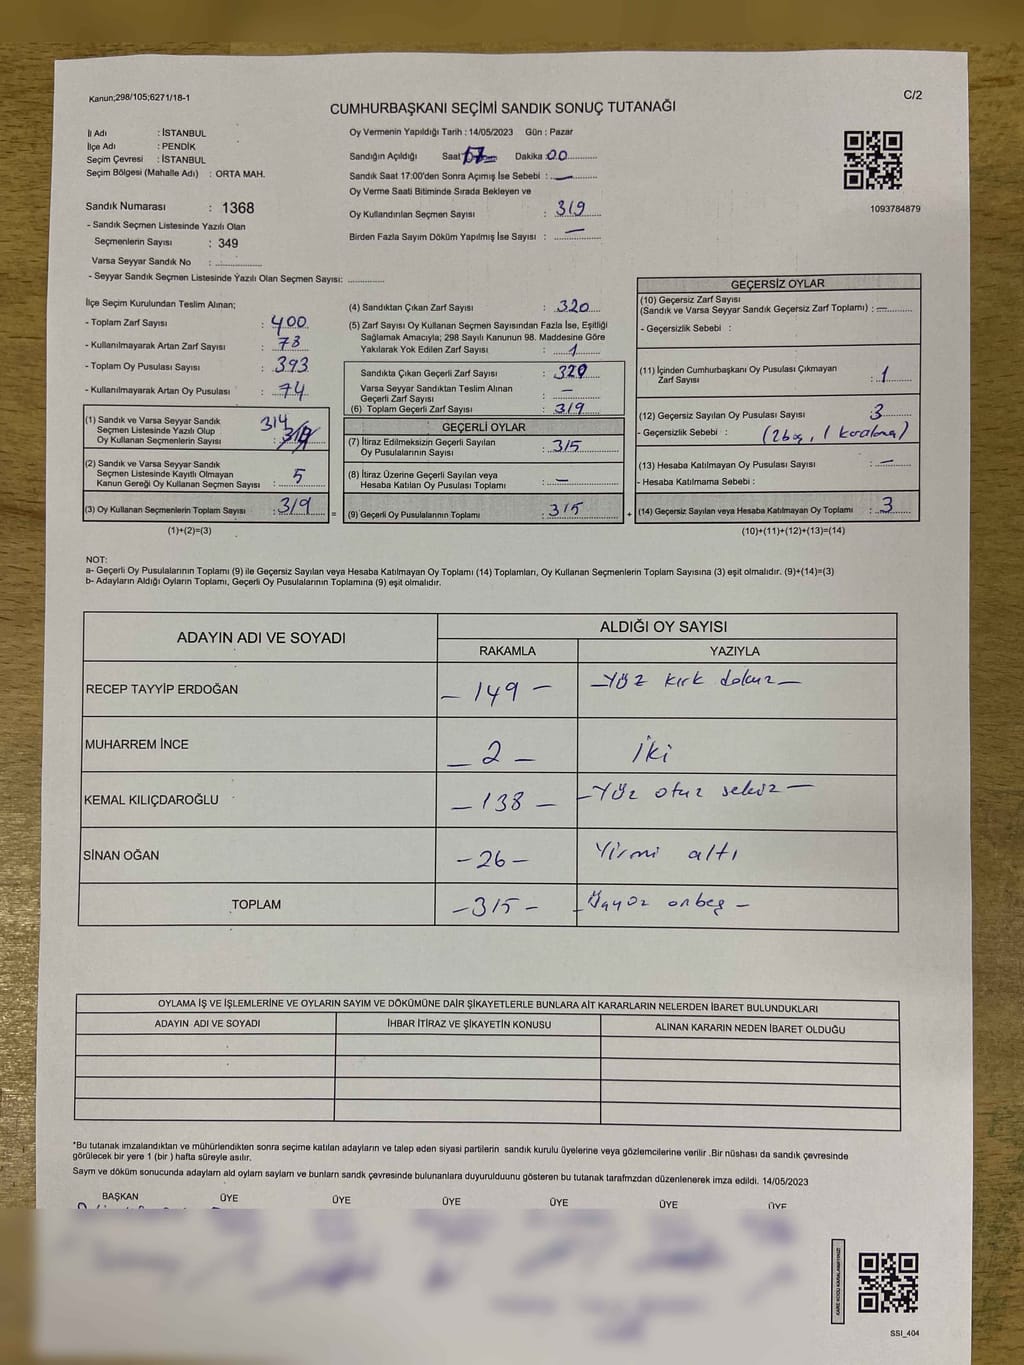 Kanun;298/105;6271/18-1
C/2
CUMHURBAŞKANI SEÇİMİ SANDIK SONUÇ TUTANAĞI
İl Adı : İSTANBUL
İlçe Adı : PENDİK
Seçim Çevresi : İSTANBUL
Seçim Bölgesi (Mahalle Adı) : ORTA MAH.
Sandık Numarası : 1368
- Sandık Seçmen Listesinde Yazılı Olan
Seçmenlerin Sayısı : 349
Varsa Seyyar Sandık No :
- Seyyar Sandık Seçmen Listesinde Yazılı Olan Seçmen Sayısı:
Oy Vermenin Yapıldığı Tarih : 14/05/2023 Gün : Pazar
Sandığın Açıldığı Saat 17 Dakika :00
Sandık Saat 17:00'den Sonra Açımış İse Sebebi : —
Oy Verme Saati Bitiminde Sırada Bekleyen ve
Oy Kullandırılan Seçmen Sayısı : 319
Birden Fazla Sayım Döküm Yapılmış İse Sayısı : —
1093784879
İlçe Seçim Kurulundan Teslim Alınan;
- Toplam Zarf Sayısı : 400
- Kullanılmayarak Artan Zarf Sayısı : 78
- Toplam Oy Pusulası Sayısı : 393
- Kullanılmayarak Artan Oy Pusulası : 74
(1) Sandık ve Varsa Seyyar Sandık
Seçmen Listesinde Yazılı Olup
Oy Kullanan Seçmenlerin Sayısı : 314 319
(2) Sandık ve Varsa Seyyar Sandık
Seçmen Listesinde Kayıtlı Olmayan
Kanun Gereği Oy Kullanan Seçmen Sayısı : 5
(3) Oy Kullanan Seçmenlerin Toplam Sayısı : 319
(1)+(2)=(3)
=
(4) Sandıktan Çıkan Zarf Sayısı : 320
(5) Zarf Sayısı Oy Kullanan Seçmen Sayısından Fazla İse, Eşitliği
Sağlamak Amacıyla; 298 Sayılı Kanunun 98. Maddesine Göre
Yakılarak Yok Edilen Zarf Sayısı : 1
Sandıkta Çıkan Geçerli Zarf Sayısı : 320
Varsa Seyyar Sandıktan Teslim Alınan
Geçerli Zarf Sayısı : —
(6) Toplam Geçerli Zarf Sayısı : 319
GEÇERLİ OYLAR
(7) İtiraz Edilmeksizin Geçerli Sayılan
Oy Pusulalarının Sayısı : 315
(8) İtiraz Üzerine Geçerli Sayılan veya
Hesaba Katılan Oy Pusulası Toplamı : —
(9) Geçerli Oy Pusulalarının Toplamı : 315
+
GEÇERSİZ OYLAR
(10) Geçersiz Zarf Sayısı
(Sandık ve Varsa Seyyar Sandık Geçersiz Zarf Toplamı) : —
- Geçersizlik Sebebi :
(11) İçinden Cumhurbaşkanı Oy Pusulası Çıkmayan
Zarf Sayısı : 1
(12) Geçersiz Sayılan Oy Pusulası Sayısı 3
- Geçersizlik Sebebi : (2boş, 1 karalama)
(13) Hesaba Katılmayan Oy Pusulası Sayısı : —
- Hesaba Katılmama Sebebi :
(14) Geçersiz Sayılan veya Hesaba Katılmayan Oy Toplamı : 3
(10)+(11)+(12)+(13)=(14)
NOT:
a- Geçerli Oy Pusulalarının Toplamı (9) ile Geçersiz Sayılan veya Hesaba Katılmayan Oy Toplamı (14) Toplamları, Oy Kullanan Seçmenlerin Toplam Sayısına (3) eşit olmalıdır. (9)+(14)=(3)
b- Adayların Aldığı Oyların Toplamı, Geçerli Oy Pusulalarının Toplamına (9) eşit olmalıdır.
ADAYIN ADI VE SOYADI
ALDIĞI OY SAYISI
RAKAMLA YAZIYLA
RECEP TAYYİP ERDOĞAN — 149 — — Yüz kırk dokuz —
MUHARREM İNCE — 2 — İki
KEMAL KILIÇDAROĞLU — 138 — — Yüz otuz sekiz —
SİNAN OĞAN — 26 — Yirmi altı
TOPLAM — 315 — — Üçyüz onbeş —
OYLAMA İŞ VE İŞLEMLERİNE VE OYLARIN SAYIM VE DÖKÜMÜNE DAİR ŞİKAYETLERLE BUNLARA AİT KARARLARIN NELERDEN İBARET BULUNDUKLARI
ADAYIN ADI VE SOYADI İHBAR İTİRAZ VE ŞİKAYETİN KONUSU ALINAN KARARIN NEDEN İBARET OLDUĞU
*Bu tutanak imzalandıktan ve mühürlendikten sonra seçime katılan adayların ve talep eden siyasi partilerin sandık kurulu üyelerine veya gözlemcilerine verilir .Bir nüshası da sandık çevresinde
görülecek bir yere 1 (bir ) hafta süreyle asılır.
Saym ve döküm sonucunda adaylarn ald oylarn saylarn ve bunlarn sandk çevresinde bulunanlara duyurulduunu gösteren bu tutanak tarafmzdan düzenlenerek imza edildi. 14/05/2023
BAŞKAN ÜYE ÜYE ÜYE ÜYE ÜYE ÜYE
KARE KODU KARALAMAYINIZ!
SSI_404